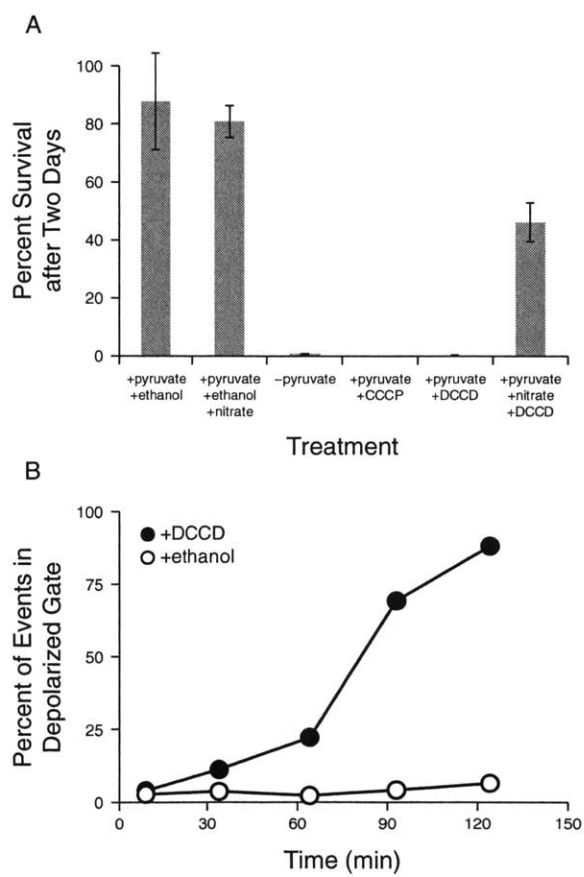 A
Percent Survival
after Two Days
100
80
60
40
20
0
+pyruvate
+ethanol
+pyruvate
+ethanol
+nitrate
−pyruvate
+pyruvate
+CCCP
+pyruvate
+DCCD
+pyruvate
+nitrate
+DCCD
Treatment
B
Percent of Events in
Depolarized Gate
100
75
50
25
0
+DCCD
+ethanol
0 30 60 90 120 150
Time (min)